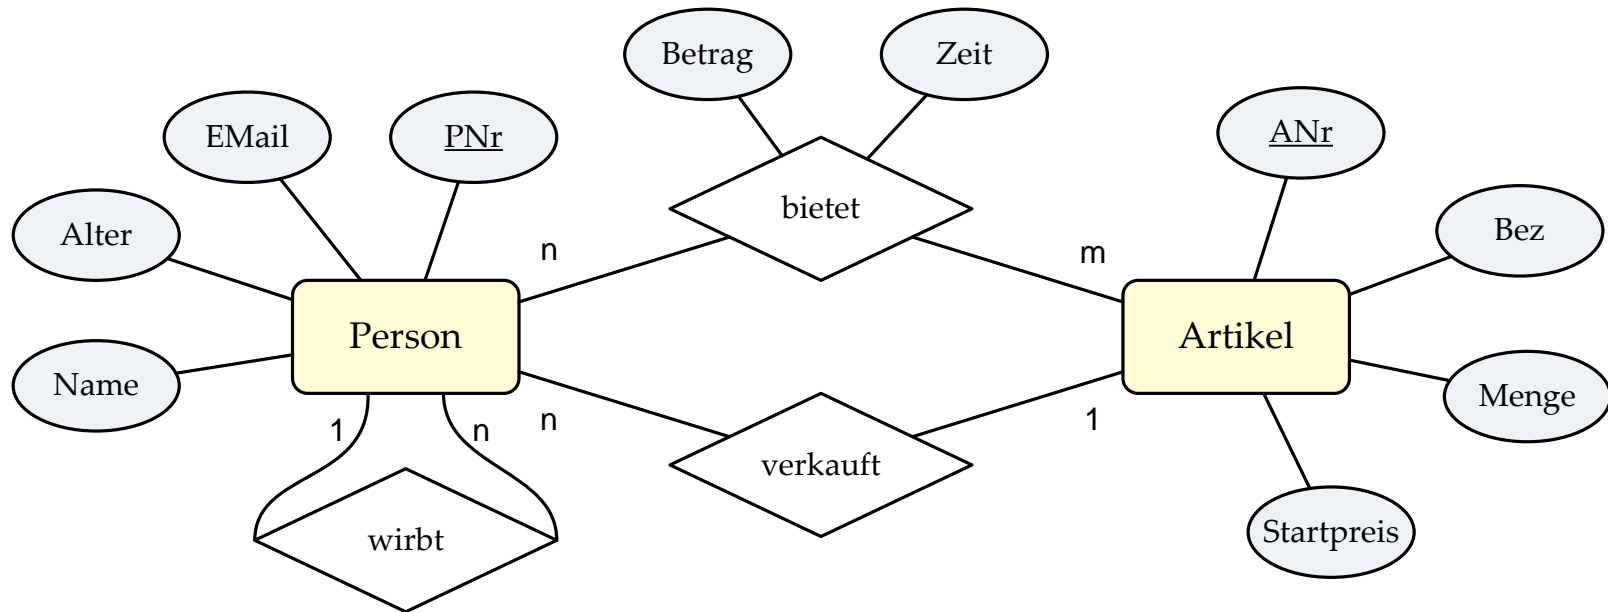 Betrag
Zeit
EMail
PNr
ANr
bietet
Alter
Bez
n
m
Person
Artikel
Name
Menge
1
n
n
1
verkauft
wirbt
Startpreis